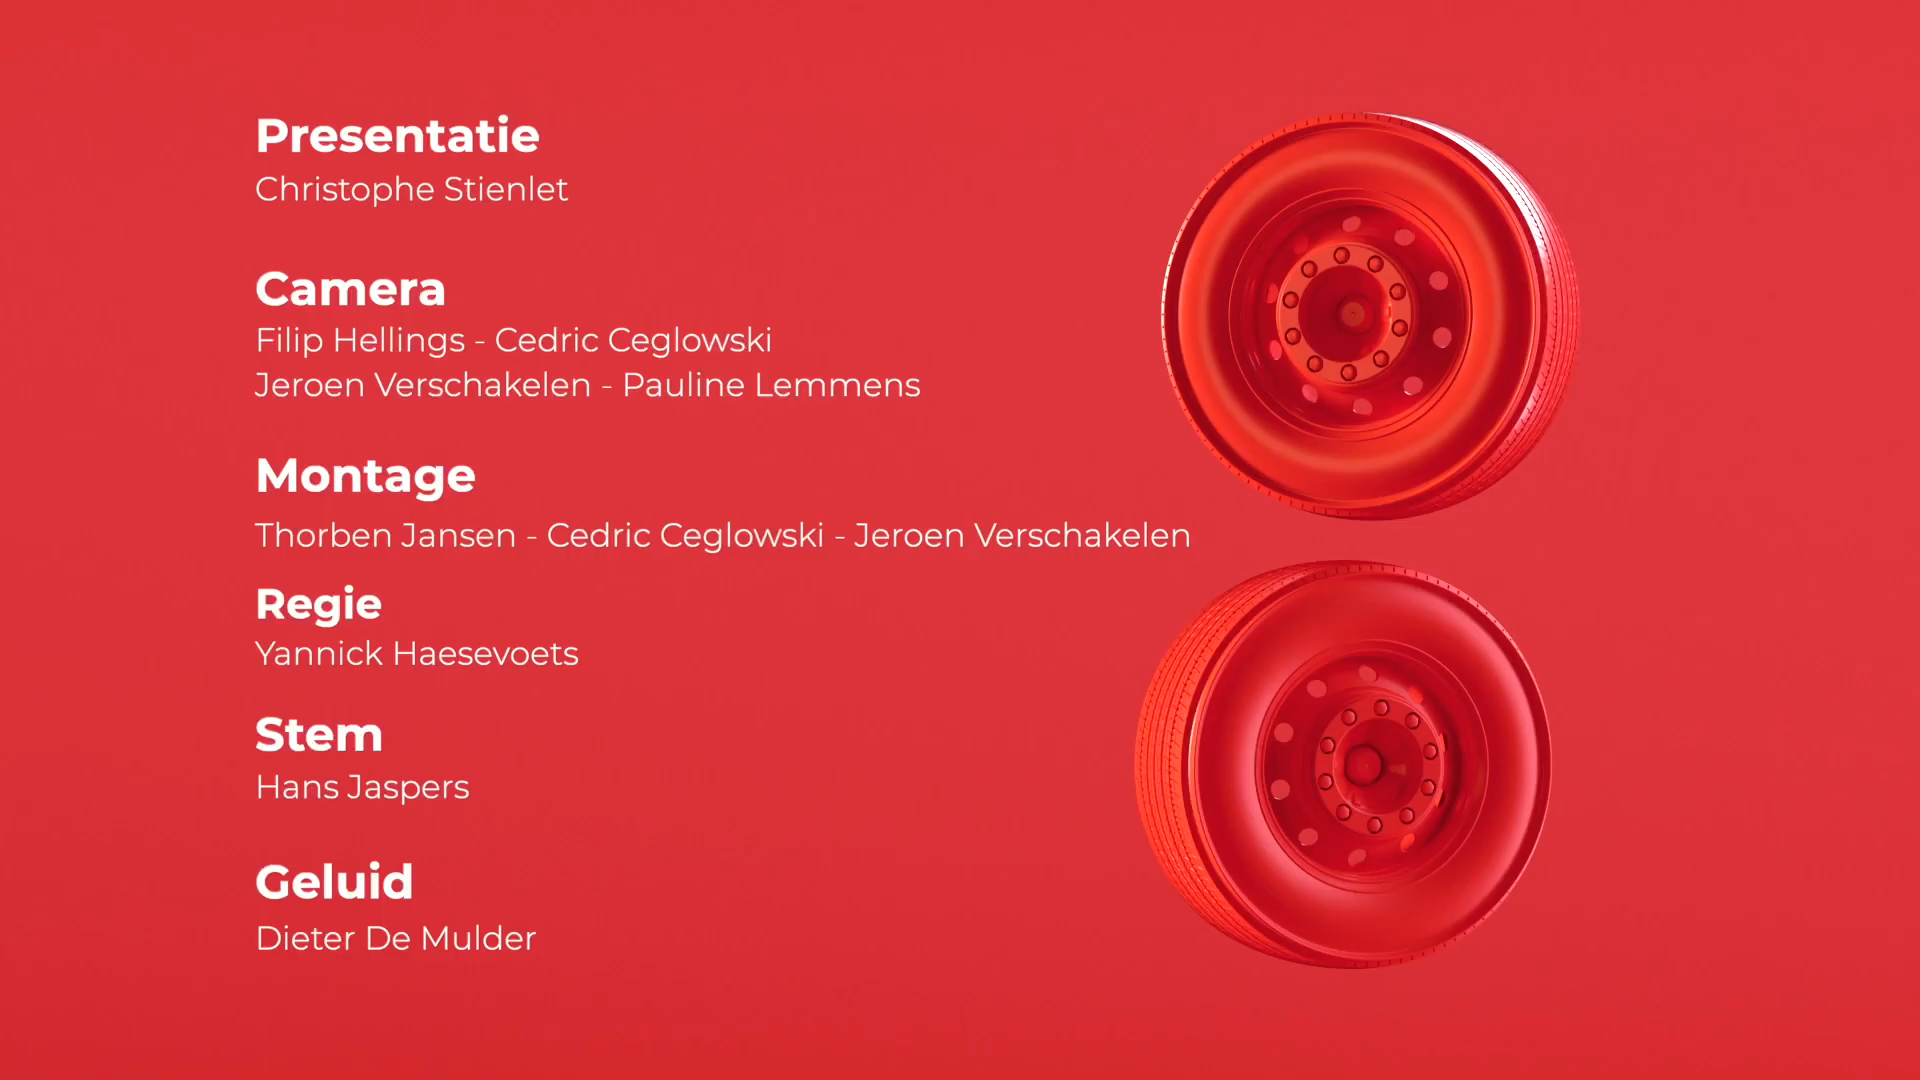 Presentatie
Christophe Stienlet
Camera
Filip Hellings - Cedric Ceglowski
Jeroen Verschakelen - Pauline Lemmens
Montage
Thorben Jansen - Cedric Ceglowski - Jeroen Verschakelen
Regie
Yannick Haesevoets
Stem
Hans Jaspers
Geluid
Dieter De Mulder